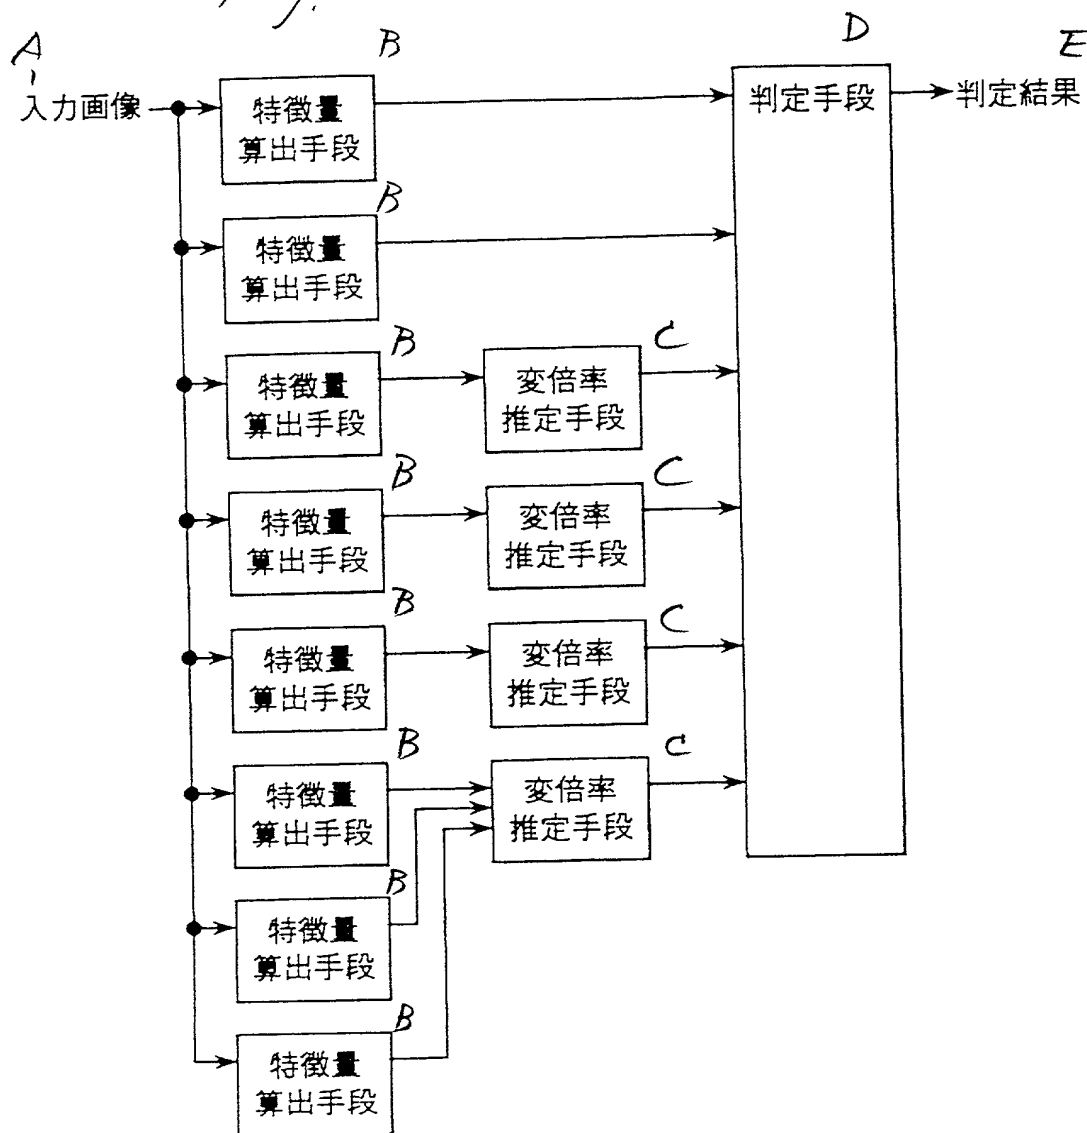 A
B
D
E
入力画像
特徴量
算出手段
判定手段
判定結果
B
特徴量
算出手段
B
特徴量
算出手段
C
変倍率
推定手段
B
特徴量
算出手段
C
変倍率
推定手段
B
特徴量
算出手段
C
変倍率
推定手段
B
特徴量
算出手段
C
変倍率
推定手段
B
特徴量
算出手段
B
特徴量
算出手段